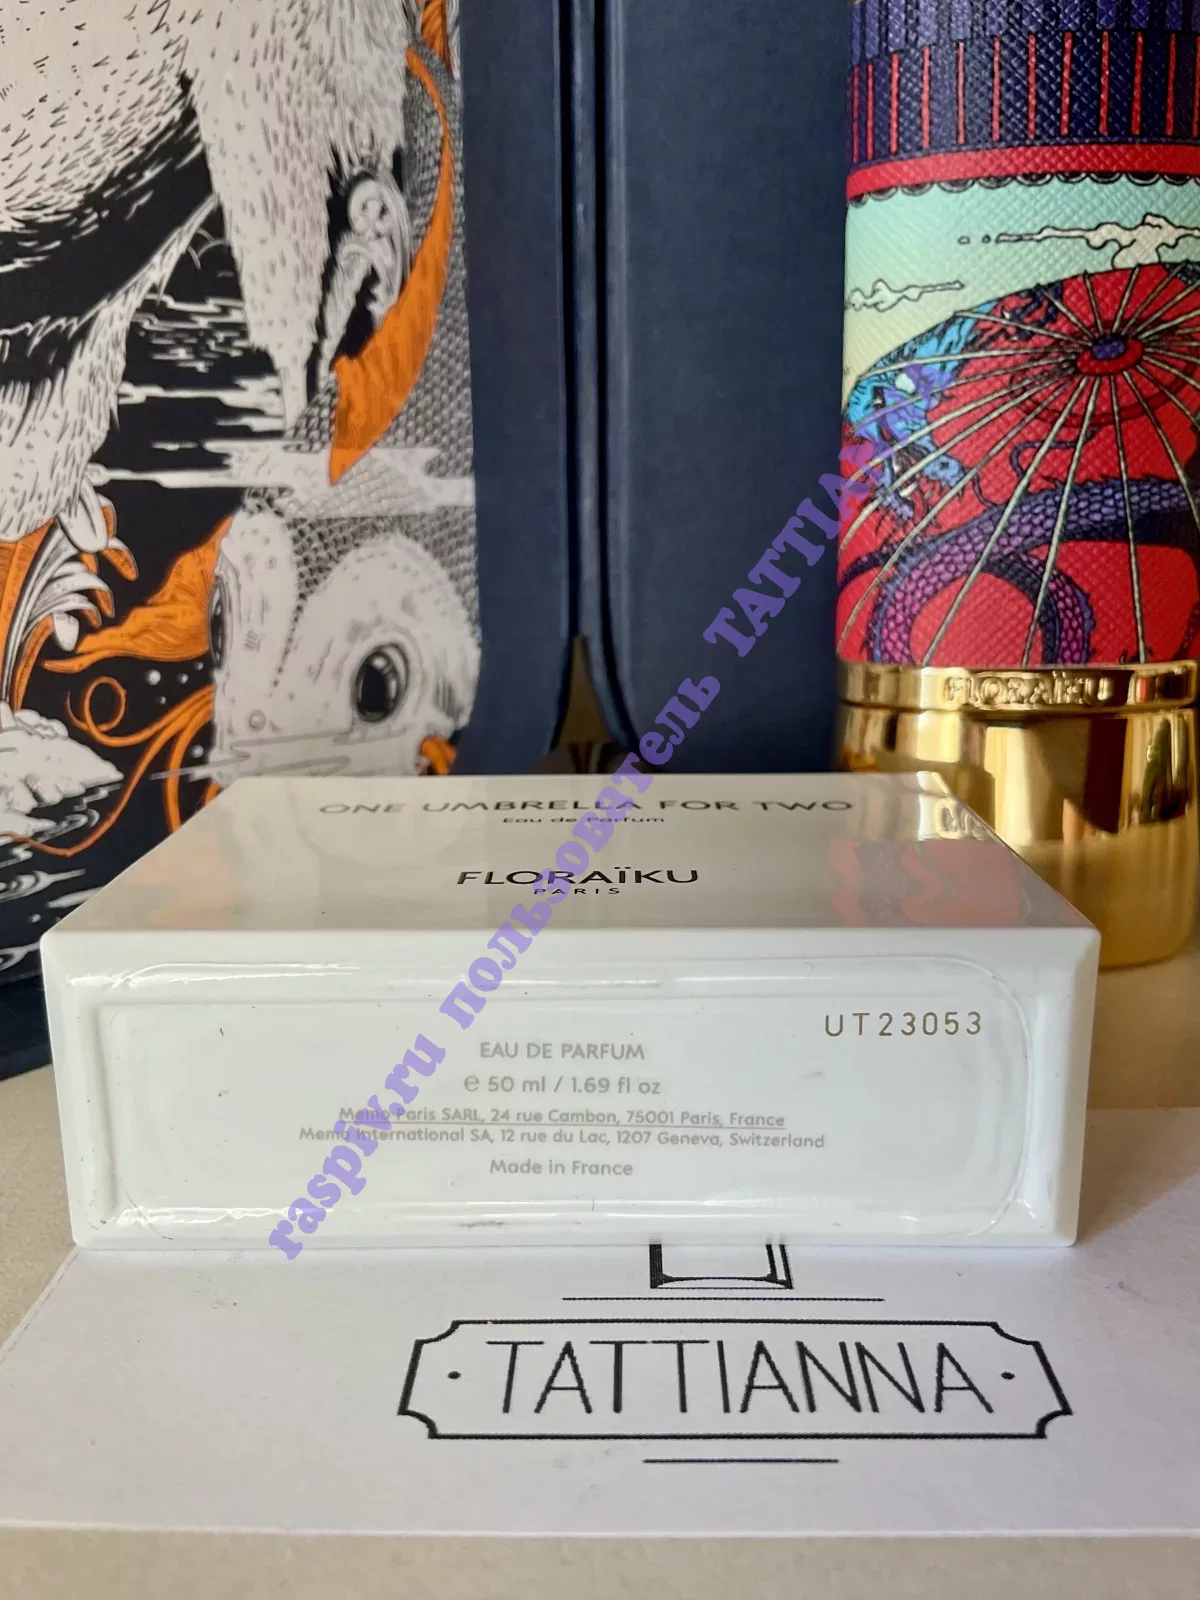 FLORAÏKU
ONE UMBRELLA FOR TWO
Eau de Parfum
FLORAÏKU
PARIS
UT23053
EAU DE PARFUM
℮ 50 ml / 1.69 fl oz
Memo Paris SARL, 24 rue Cambon, 75001 Paris, France
Memo International SA, 12 rue du Lac, 1207 Geneva, Switzerland
Made in France
raspiv.ru пользователь TATTIANNA
· TATTIANNA ·